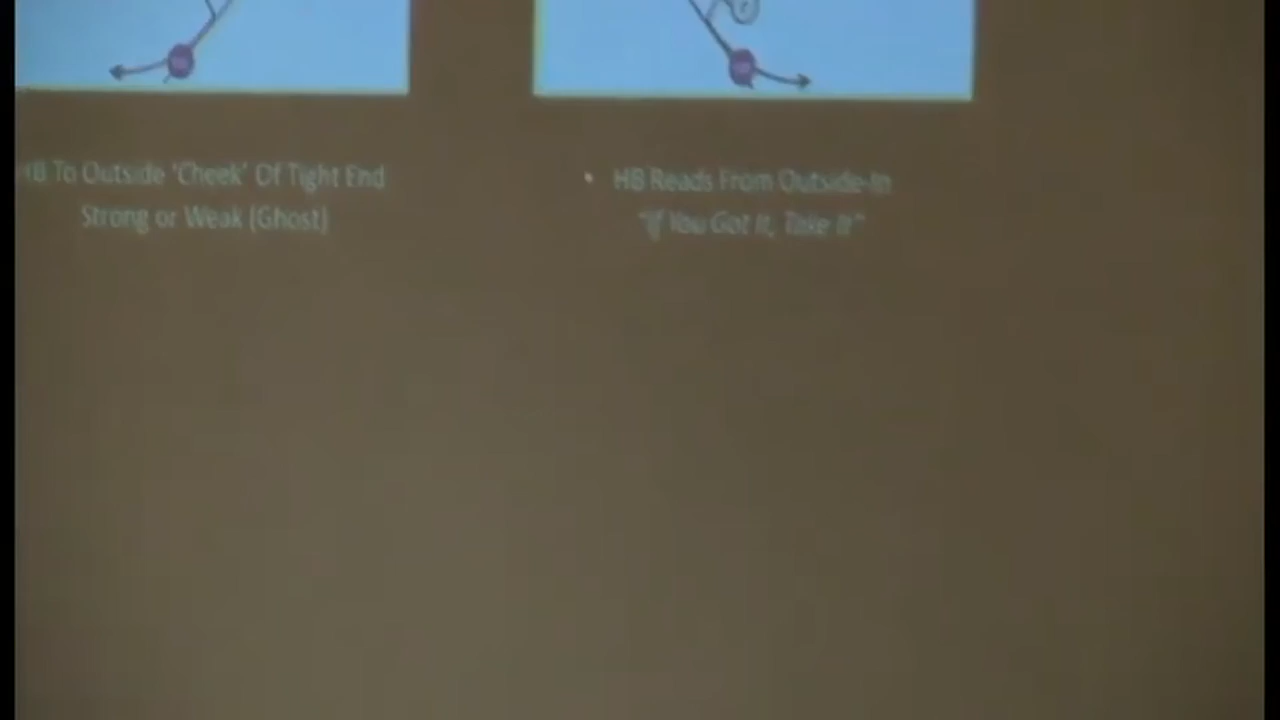 HB To Outside 'Cheek' Of Tight End
Strong or Weak (Ghost)
• HB Reads From Outside-In
"If You Got It, Take It"